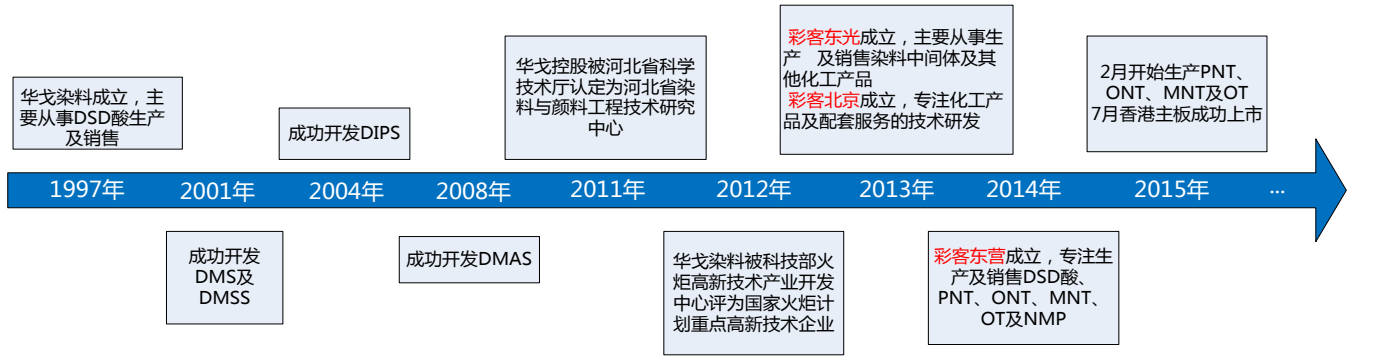 华戈染料成立，主
要从事DSD酸生产
及销售
成功开发DIPS
华戈控股被河北省科学
技术厅认定为河北省染
料与颜料工程技术研究
中心
彩客东光成立，主要从事生
产 及销售染料中间体及其
他化工产品
彩客北京成立，专注化工产
品及配套服务的技术研发
2月开始生产PNT、
ONT、MNT及OT
7月香港主板成功上市
1997年 2001年 2004年 2008年 2011年 2012年 2013年 2014年 2015年 ...
成功开发
DMS及
DMSS
成功开发DMAS
华戈染料被科技部火
炬高新技术产业开发
中心评为国家火炬计
划重点高新技术企业
彩客东营成立，专注生
产及销售DSD酸、
PNT、ONT、MNT、
OT及NMP